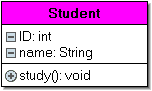 Student
ID: int
name: String
study(): void